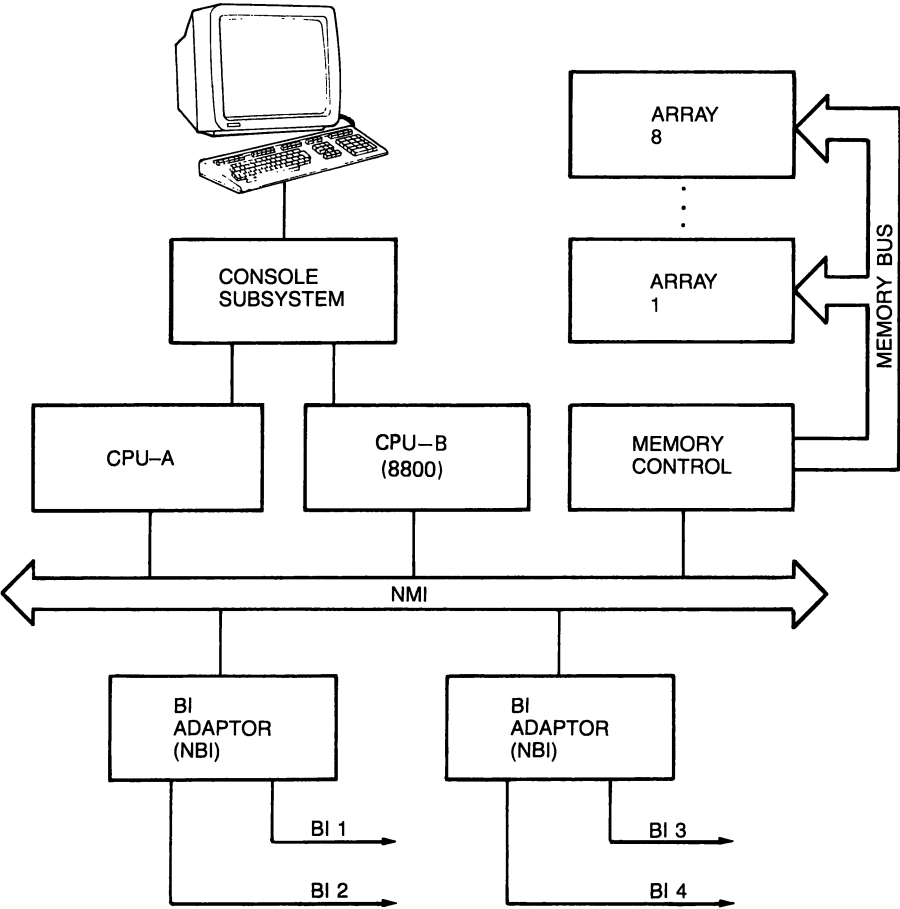 ARRAY
8
CONSOLE
SUBSYSTEM
ARRAY
1
MEMORY BUS
CPU–A
CPU–B
(8800)
MEMORY
CONTROL
NMI
BI
ADAPTOR
(NBI)
BI
ADAPTOR
(NBI)
BI 1
BI 2
BI 3
BI 4